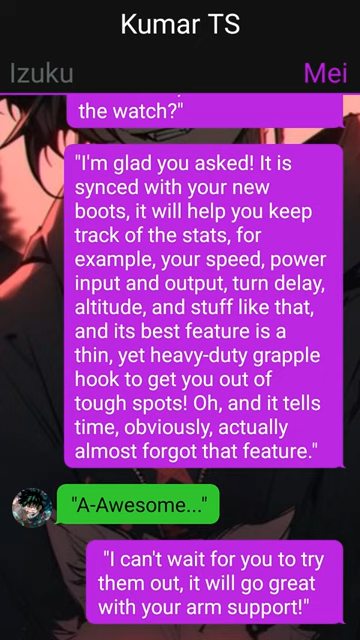 Kumar TS
Izuku Mei
the watch?"
"I'm glad you asked! It is
synced with your new
boots, it will help you keep
track of the stats, for
example, your speed, power
input and output, turn delay,
altitude, and stuff like that,
and its best feature is a
thin, yet heavy-duty grapple
hook to get you out of
tough spots! Oh, and it tells
time, obviously, actually
almost forgot that feature."
"A-Awesome..."
"I can't wait for you to try
them out, it will go great
with your arm support!"